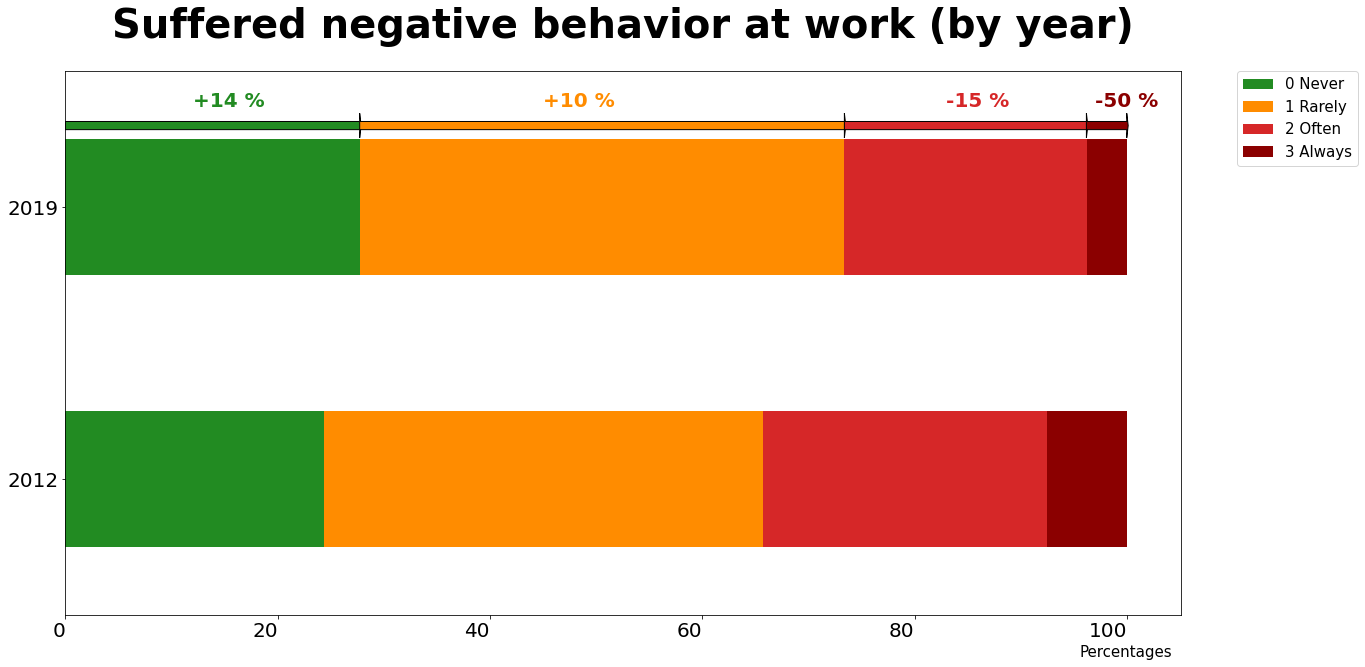 Suffered negative behavior at work (by year)
+14 %
+10 %
-15 %
-50 %
0 Never
1 Rarely
2 Often
3 Always
2019
2012
0
20
40
60
80
100
Percentages